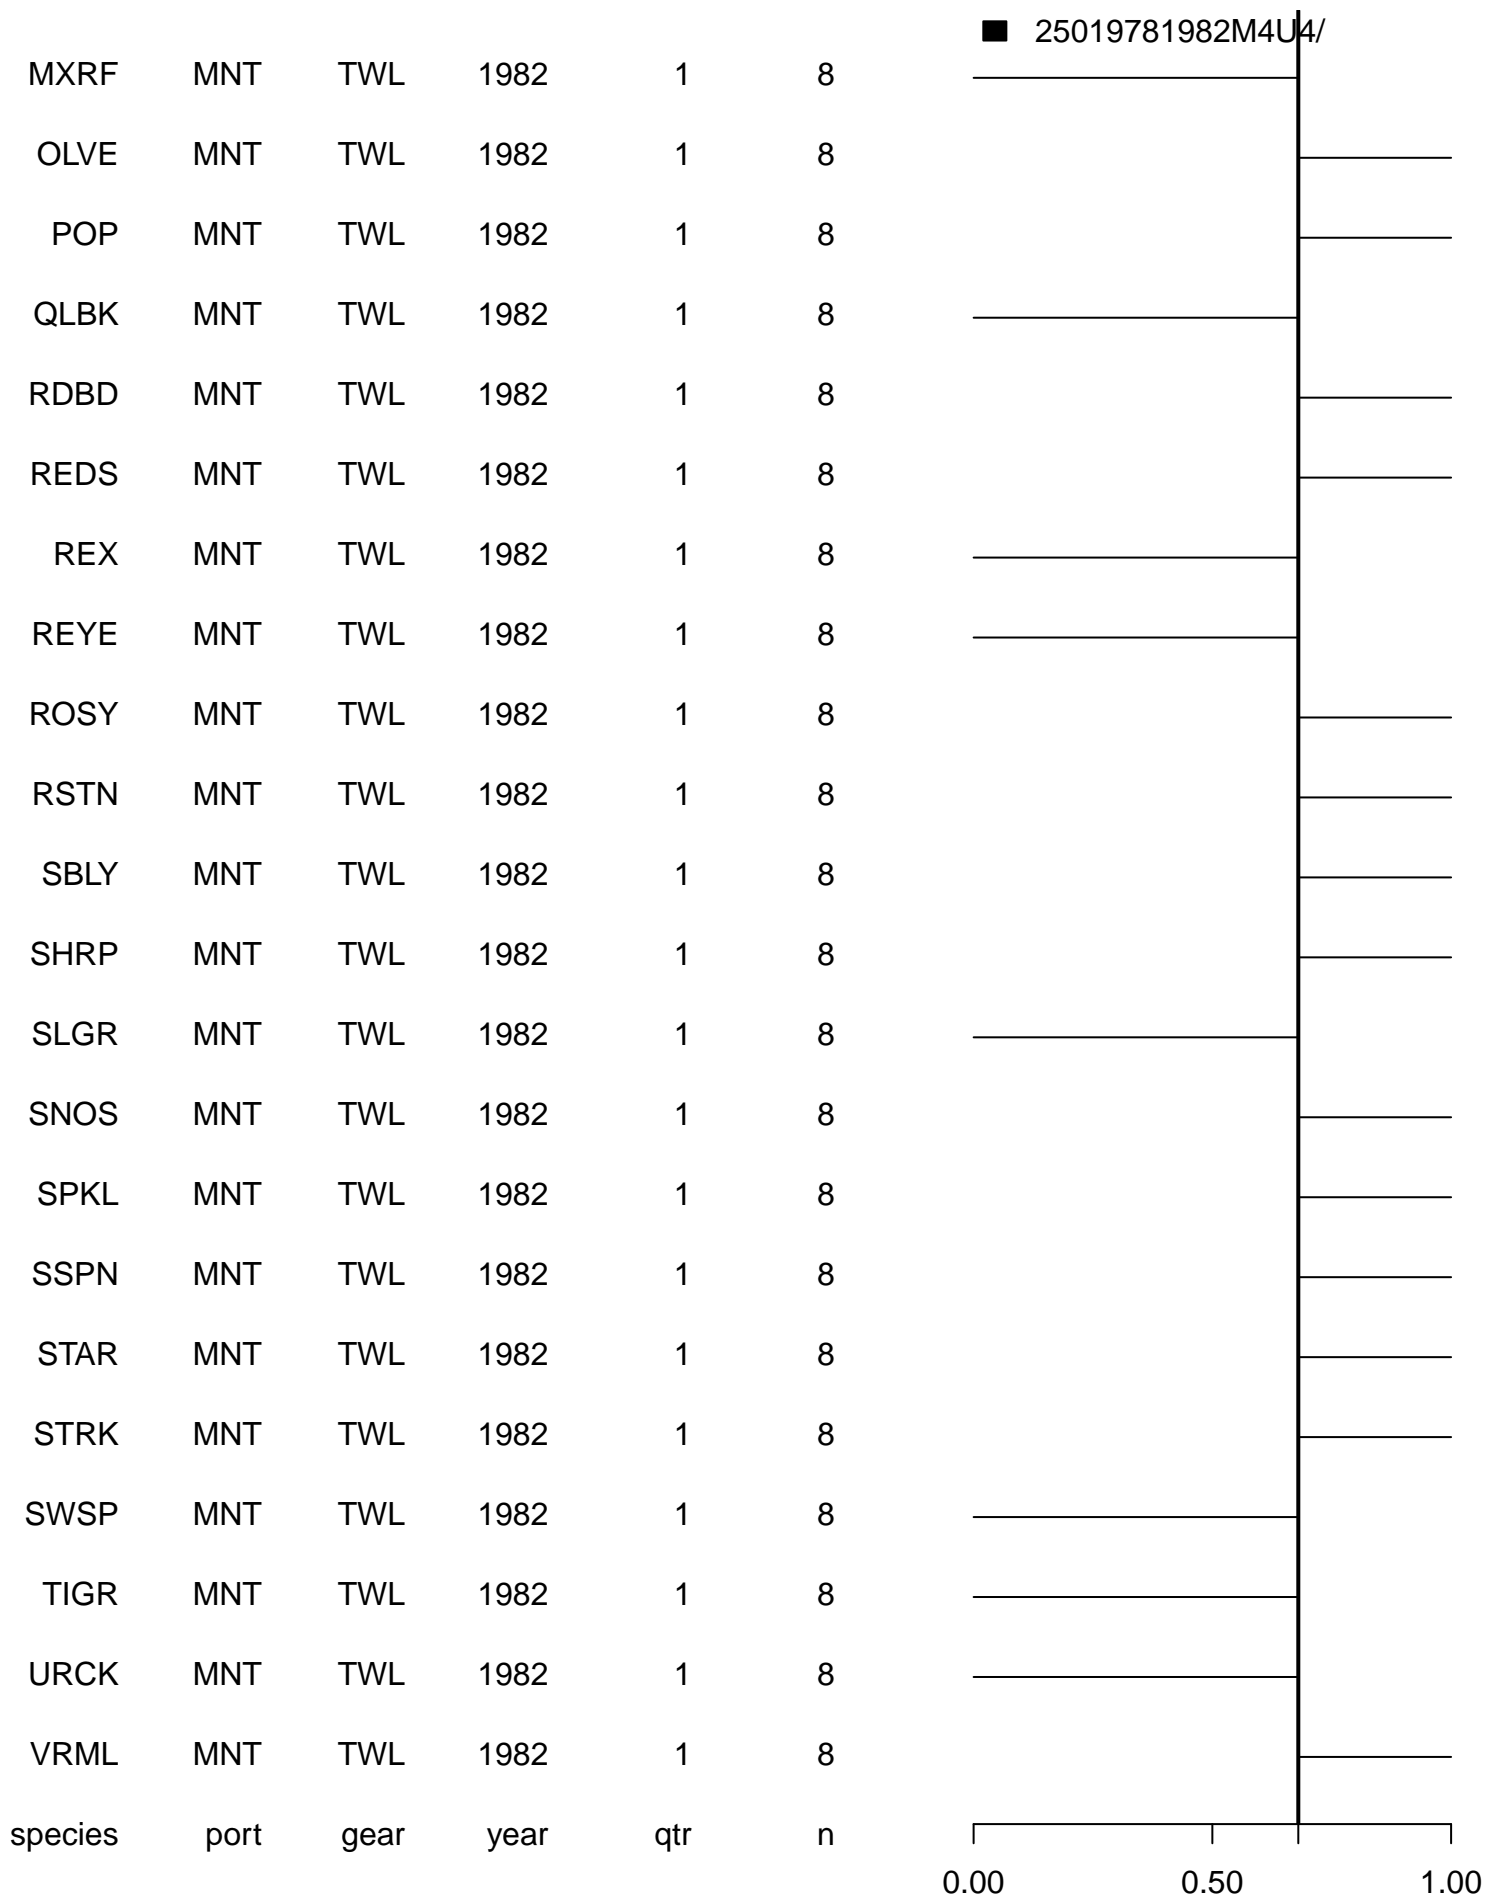 25019781982M4U4/
MXRF MNT TWL 1982 1 8
OLVE MNT TWL 1982 1 8
POP MNT TWL 1982 1 8
QLBK MNT TWL 1982 1 8
RDBD MNT TWL 1982 1 8
REDS MNT TWL 1982 1 8
REX MNT TWL 1982 1 8
REYE MNT TWL 1982 1 8
ROSY MNT TWL 1982 1 8
RSTN MNT TWL 1982 1 8
SBLY MNT TWL 1982 1 8
SHRP MNT TWL 1982 1 8
SLGR MNT TWL 1982 1 8
SNOS MNT TWL 1982 1 8
SPKL MNT TWL 1982 1 8
SSPN MNT TWL 1982 1 8
STAR MNT TWL 1982 1 8
STRK MNT TWL 1982 1 8
SWSP MNT TWL 1982 1 8
TIGR MNT TWL 1982 1 8
URCK MNT TWL 1982 1 8
VRML MNT TWL 1982 1 8
species port gear year qtr n
0.00 0.50 1.00